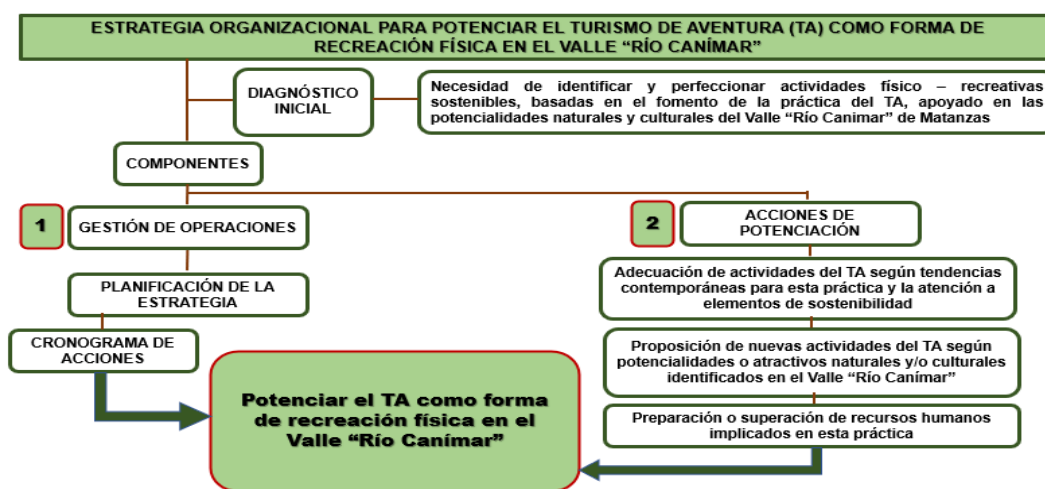 ESTRATEGIA ORGANIZACIONAL PARA POTENCIAR EL TURISMO DE AVENTURA (TA) COMO FORMA DE
RECREACIÓN FÍSICA EN EL VALLE “RÍO CANÍMAR”
DIAGNÓSTICO
INICIAL
Necesidad de identificar y perfeccionar actividades físico – recreativas
sostenibles, basadas en el fomento de la práctica del TA, apoyado en las
potencialidades naturales y culturales del Valle “Río Canimar” de Matanzas
COMPONENTES
1
GESTIÓN DE OPERACIONES
PLANIFICACIÓN DE LA
ESTRATEGIA
CRONOGRAMA DE
ACCIONES
2
ACCIONES DE
POTENCIACIÓN
Adecuación de actividades del TA según tendencias
contemporáneas para esta práctica y la atención a
elementos de sostenibilidad
Proposición de nuevas actividades del TA según
potencialidades o atractivos naturales y/o culturales
identificados en el Valle “Río Canímar”
Preparación o superación de recursos humanos
implicados en esta práctica
Potenciar el TA como forma
de recreación física en el
Valle “Río Canímar”